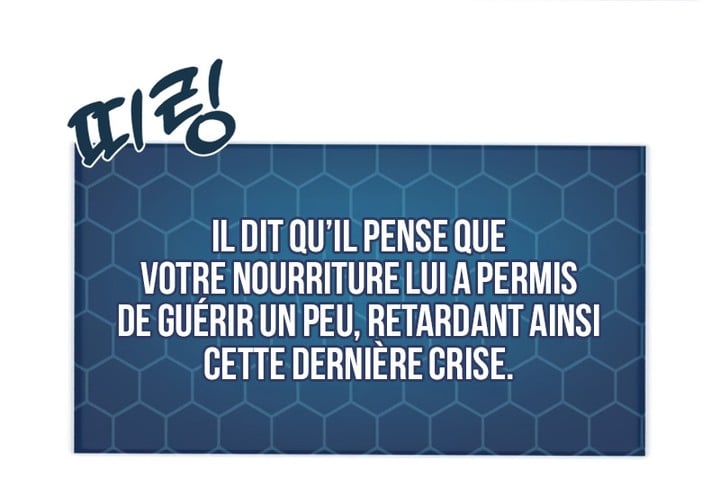 띠링
IL DIT QU'IL PENSE QUE
VOTRE NOURRITURE LUI A PERMIS
DE GUÉRIR UN PEU, RETARDANT AINSI
CETTE DERNIÈRE CRISE.